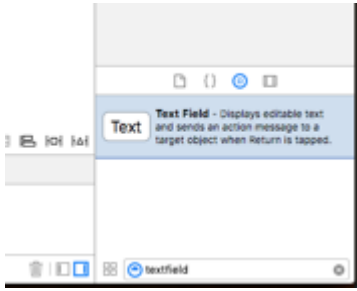 Text
Text Field - Displays editable text
and sends an action message to a
target object when Return is tapped.
textfield